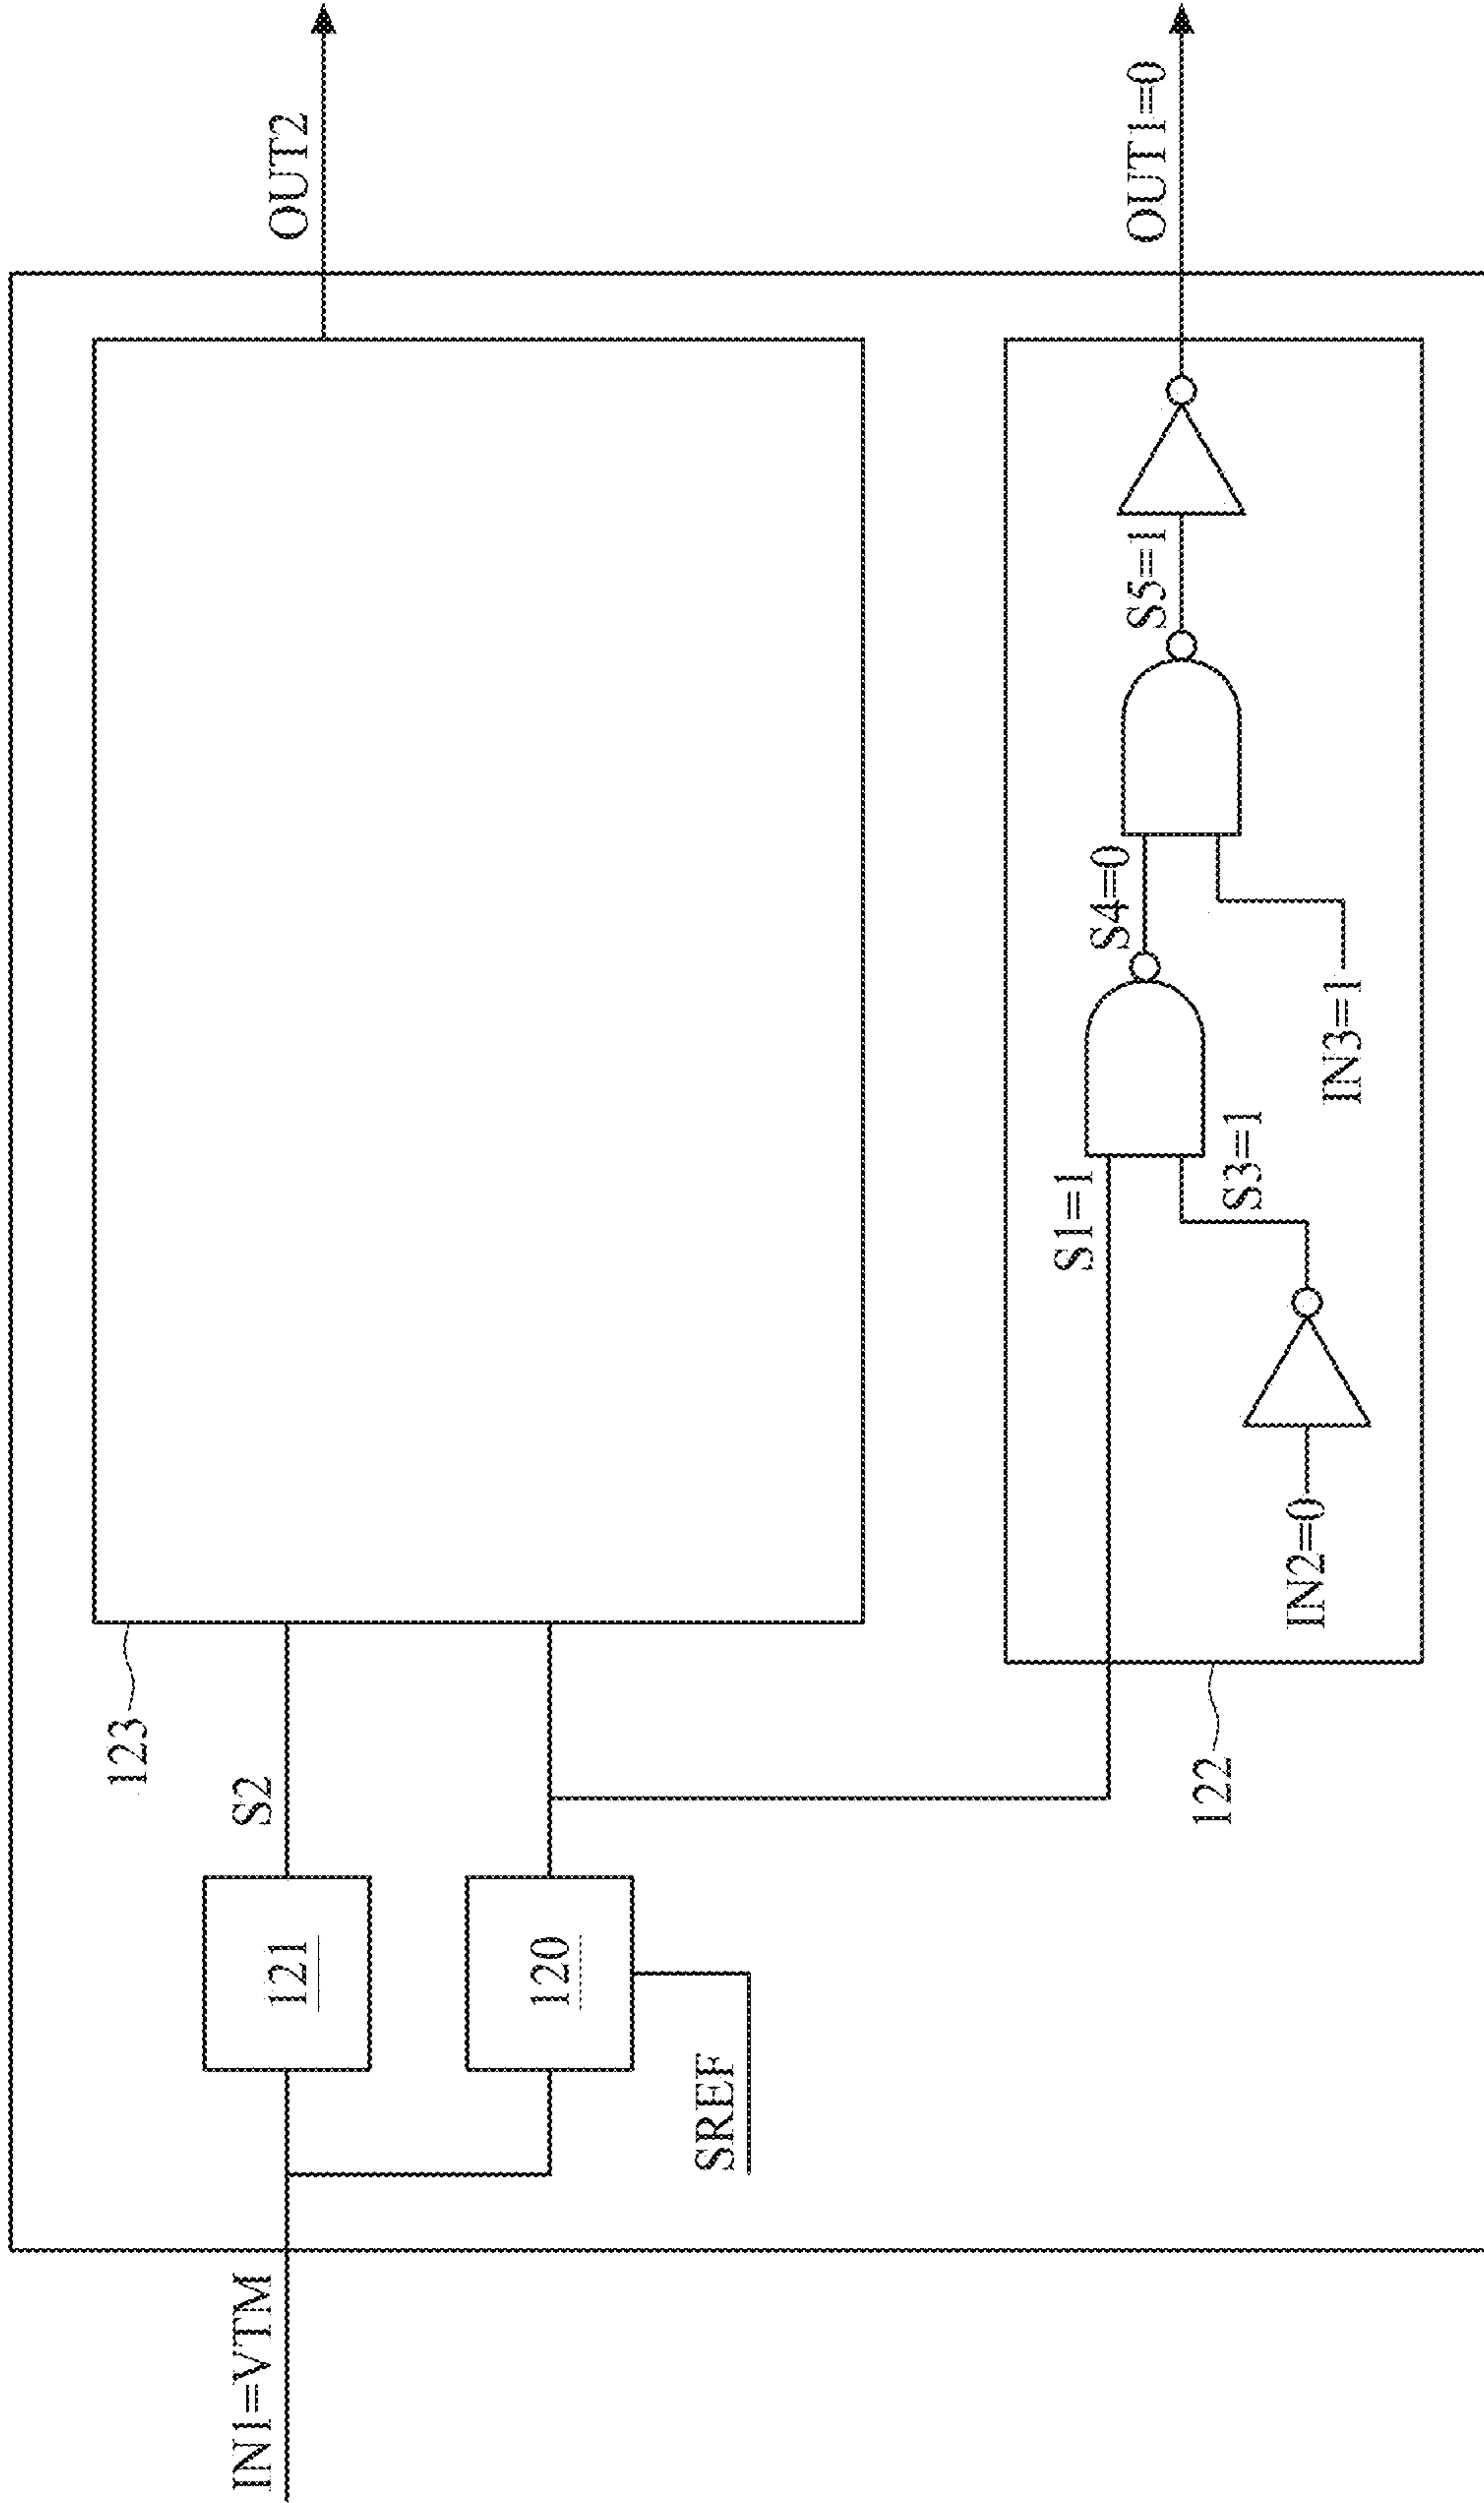 IN1=VTM
121
S2
123
OUT2
SREF
120
122
S1=1
IN2=0
S3=1
S4=0
IN3=1
S5=1
OUT1=0